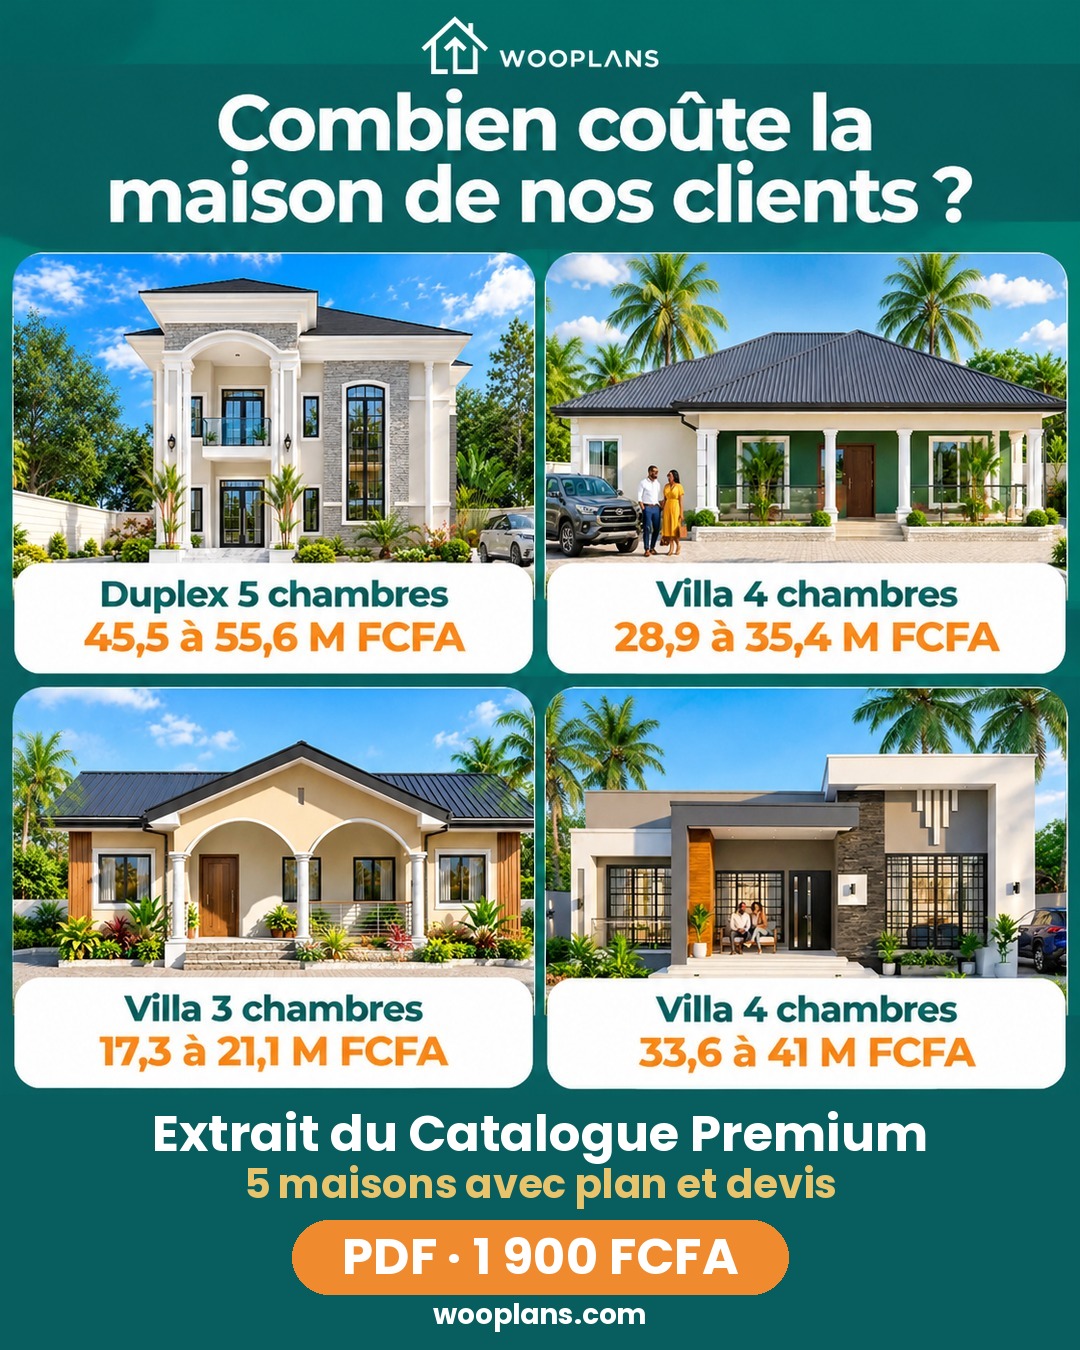 WOOPLANS
Combien coûte la
maison de nos clients ?
Duplex 5 chambres
45,5 à 55,6 M FCFA
Villa 4 chambres
28,9 à 35,4 M FCFA
Villa 3 chambres
17,3 à 21,1 M FCFA
Villa 4 chambres
33,6 à 41 M FCFA
Extrait du Catalogue Premium
5 maisons avec plan et devis
PDF · 1 900 FCFA
wooplans.com